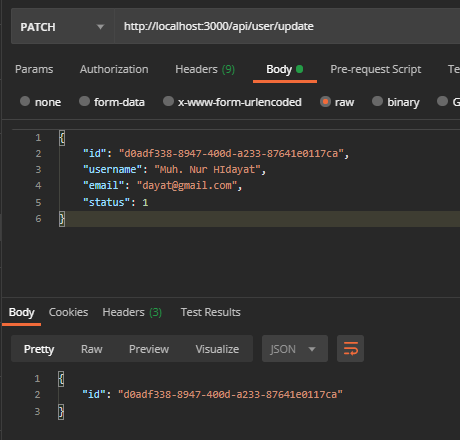 PATCH http://localhost:3000/api/user/update
Params Authorization Headers (9) Body Pre-request Script Te
none form-data x-www-form-urlencoded raw binary G
1 {
2 "id": "d0adf338-8947-400d-a233-87641e0117ca",
3 "username": "Muh. Nur HIdayat",
4 "email": "dayat@gmail.com",
5 "status": 1
6 }
Body Cookies Headers (3) Test Results
Pretty Raw Preview Visualize JSON
1 {
2 "id": "d0adf338-8947-400d-a233-87641e0117ca"
3 }